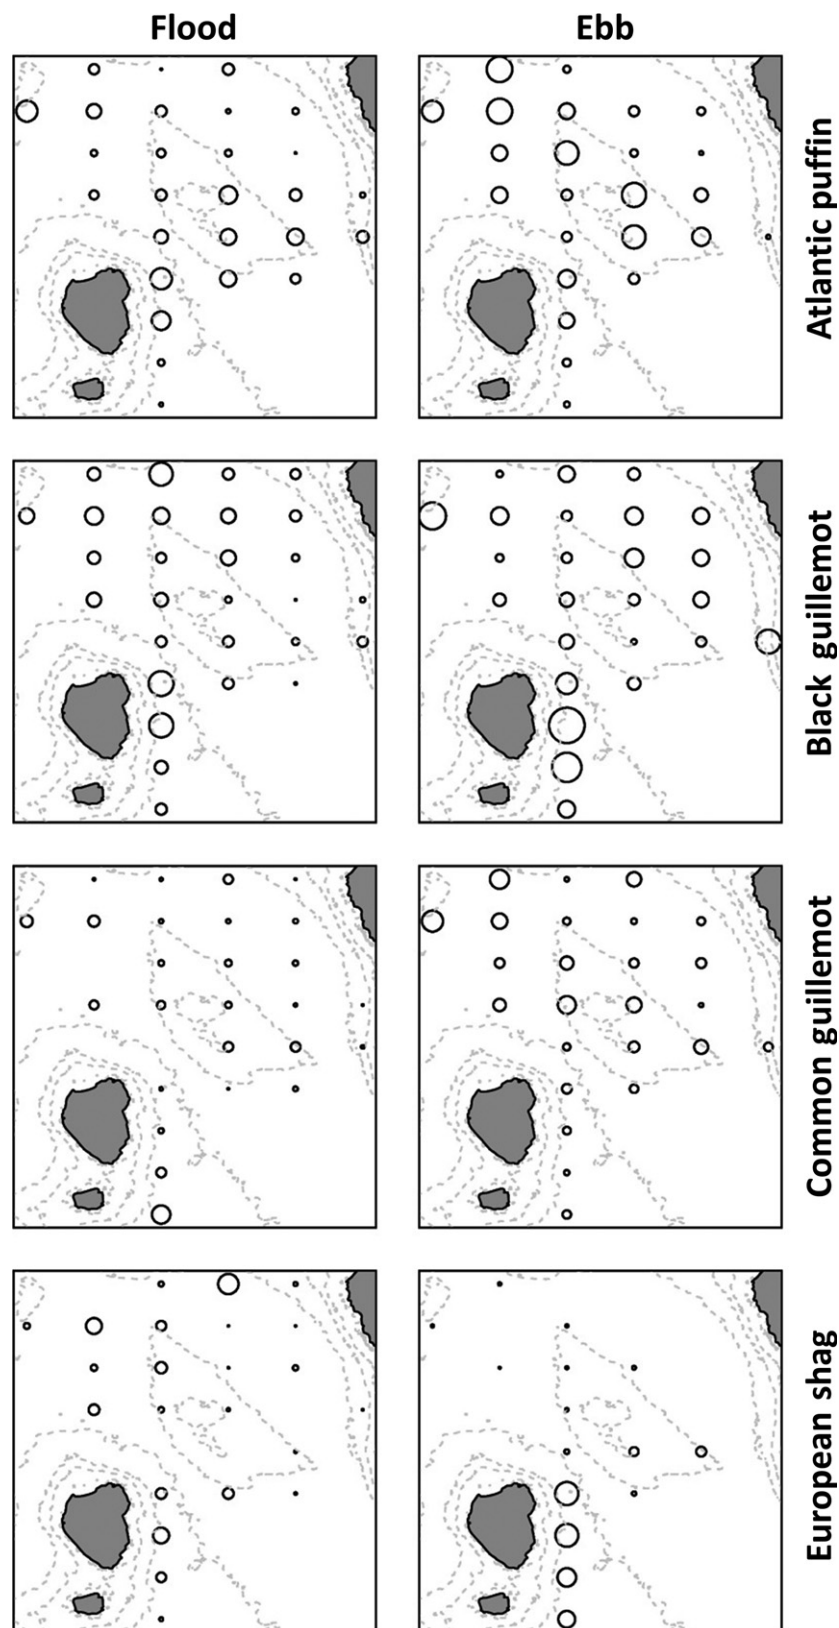 Flood
Ebb
Atlantic puffin
Black guillemot
Common guillemot
European shag